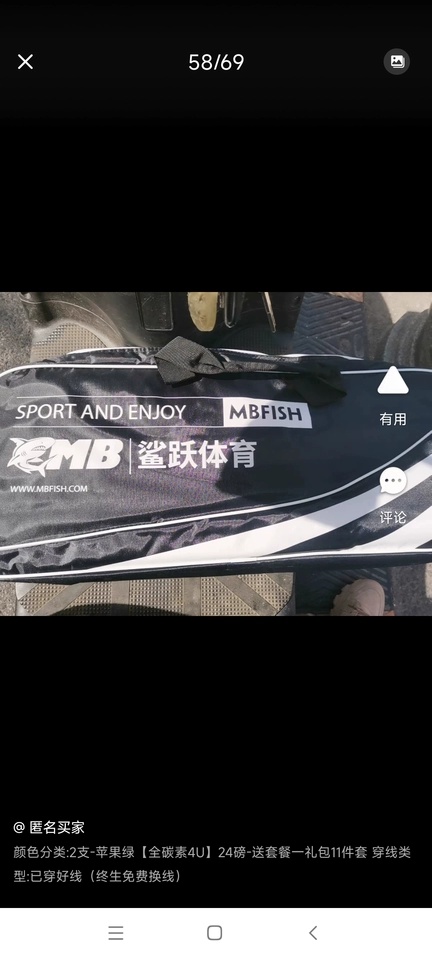 58/69
SPORT AND ENJOY MBFISH
MB 鲨跃体育
WWW.MBFISH.COM
有用
评论
@ 匿名买家
颜色分类:2支-苹果绿【全碳素4U】24磅-送套餐一礼包11件套 穿线类
型:已穿好线（终生免费换线）